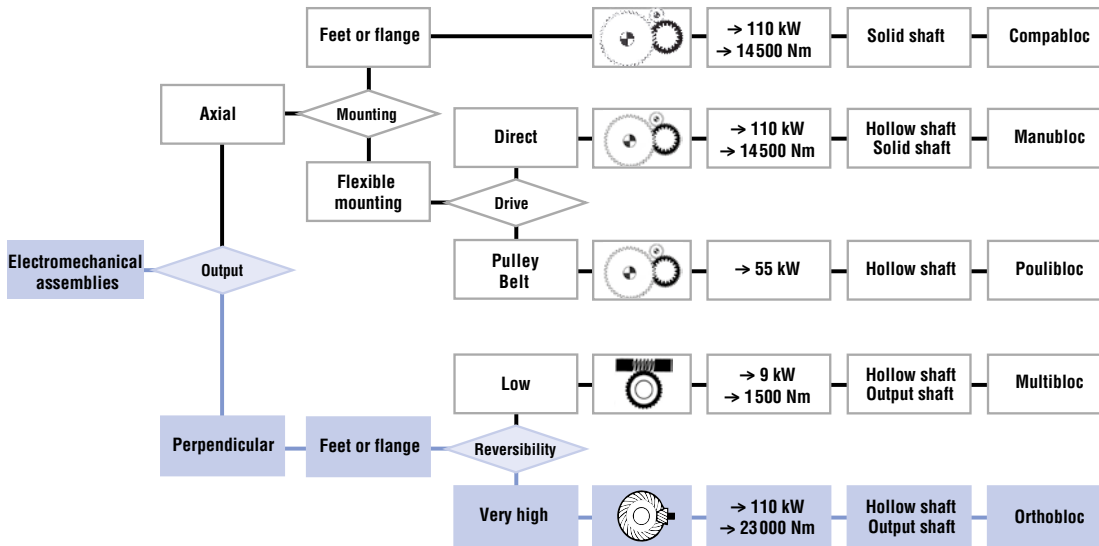 Feet or flange
→ 110 kW
→ 14500 Nm
Solid shaft
Compabloc
Axial
Mounting
Direct
→ 110 kW
→ 14500 Nm
Hollow shaft
Solid shaft
Manubloc
Flexible
mounting
Drive
Electromechanical
assemblies
Output
Pulley
Belt
→ 55 kW
Hollow shaft
Poulibloc
Low
→ 9 kW
→ 1500 Nm
Hollow shaft
Output shaft
Multibloc
Perpendicular
Feet or flange
Reversibility
Very high
→ 110 kW
→ 23000 Nm
Hollow shaft
Output shaft
Orthobloc